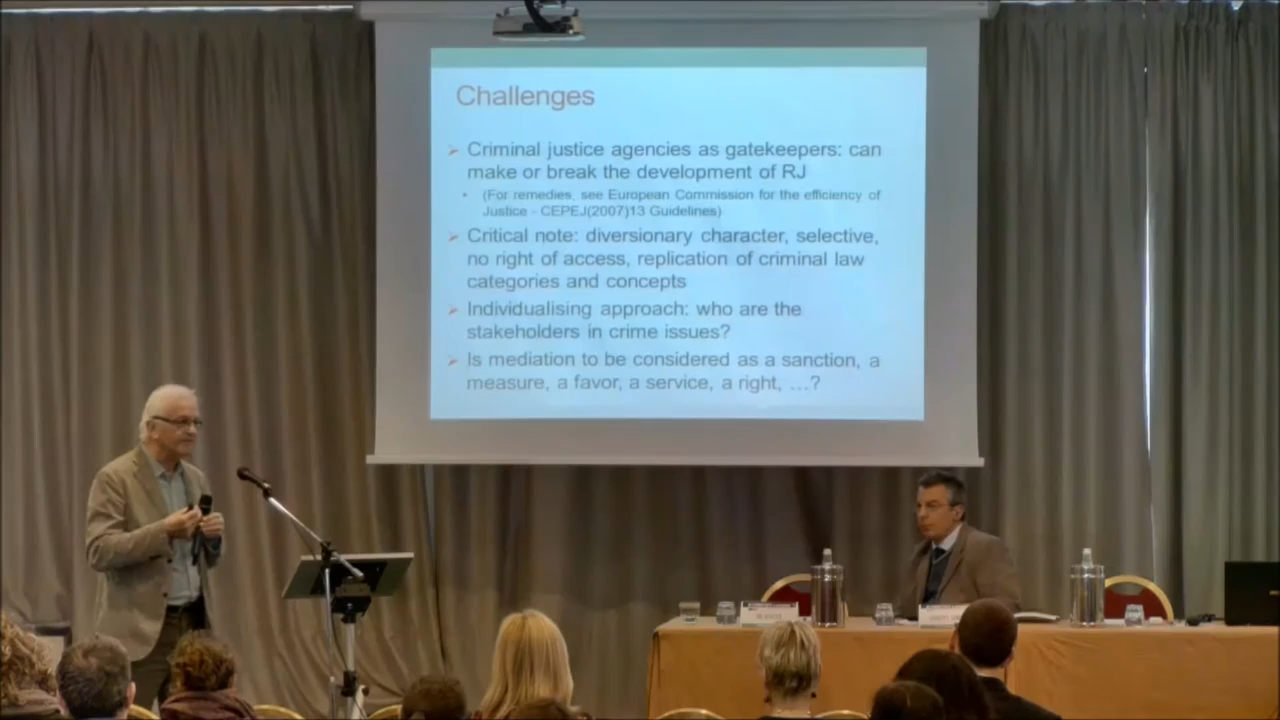 Challenges
Criminal justice agencies as gatekeepers: can
make or break the development of RJ
(For remedies, see European Commission for the efficiency of
Justice - CEPEJ(2007)13 Guidelines)
Critical note: diversionary character, selective,
no right of access, replication of criminal law
categories and concepts
Individualising approach: who are the
stakeholders in crime issues?
Is mediation to be considered as a sanction, a
measure, a favor, a service, a right, …?